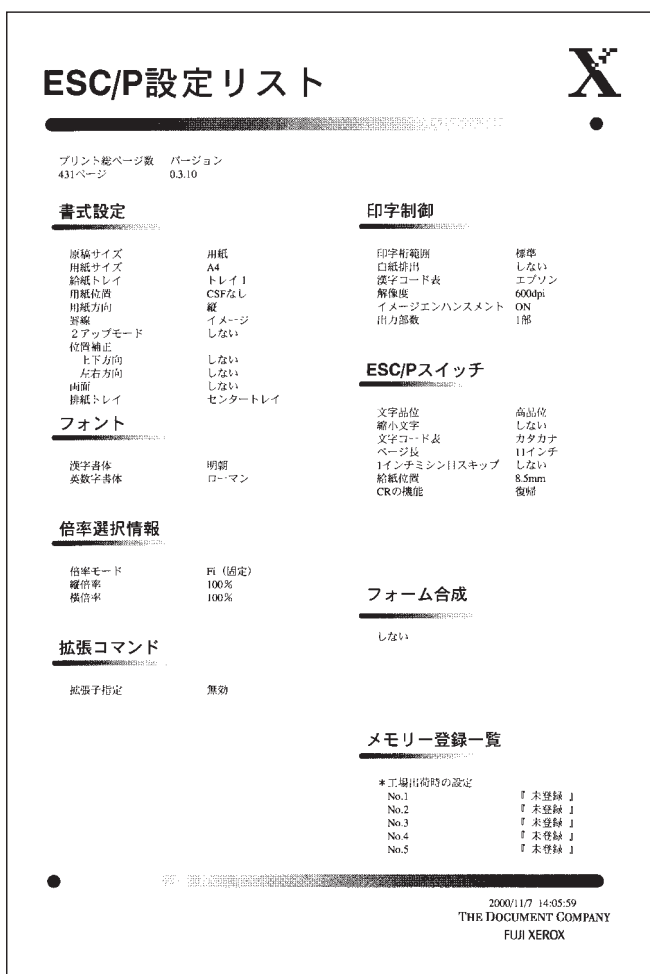 ESC/P設定リスト
X
プリント総ページ数 バージョン
431ページ 0.3.10
書式設定
原稿サイズ 用紙
用紙サイズ A4
給紙トレイ トレイ1
用紙位置 CSFなし
用紙方向 縦
罫線 イメージ
2アップモード しない
位置補正
上下方向 しない
左右方向 しない
両面 しない
排紙トレイ センタートレイ
フォント
漢字書体 明朝
英数字書体 ローマン
倍率選択情報
倍率モード Fi（固定）
縦倍率 100%
横倍率 100%
拡張コマンド
拡張子指定 無効
印字制御
印字桁範囲 標準
白紙排出 しない
漢字コード表 エプソン
解像度 600dpi
イメージエンハンスメント ON
出力部数 1部
ESC/Pスイッチ
文字品位 高品位
縮小文字 しない
文字コード表 カタカナ
ページ長 11インチ
1インチミシン目スキップ しない
給紙位置 8.5mm
CRの機能 復帰
フォーム合成
しない
メモリー登録一覧
*工場出荷時の設定
No.1 『 未登録 』
No.2 『 未登録 』
No.3 『 未登録 』
No.4 『 未登録 』
No.5 『 未登録 』
2000/11/7 14:05:59
THE DOCUMENT COMPANY
FUJI XEROX